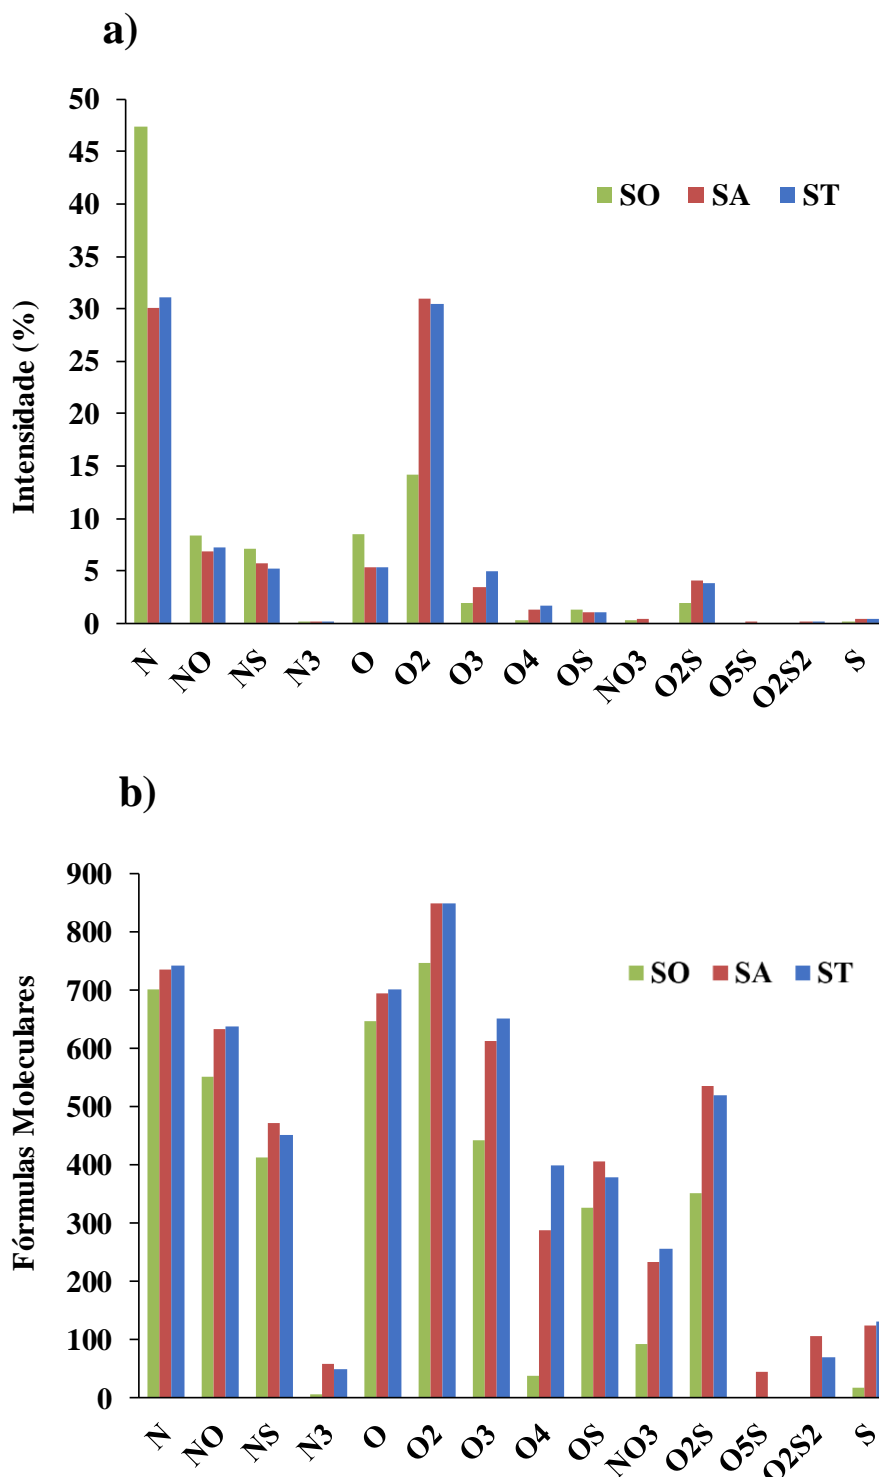 a)
50
45
40
35
30
25
20
15
10
5
0
Intensidade (%)
SO SA ST
N NO NS N3 O O2 O3 O4 OS NO3 O2S O5S O2S2 S
b)
900
800
700
600
500
400
300
200
100
0
Fórmulas Moleculares
SO SA ST
N NO NS N3 O O2 O3 O4 OS NO3 O2S O5S O2S2 S